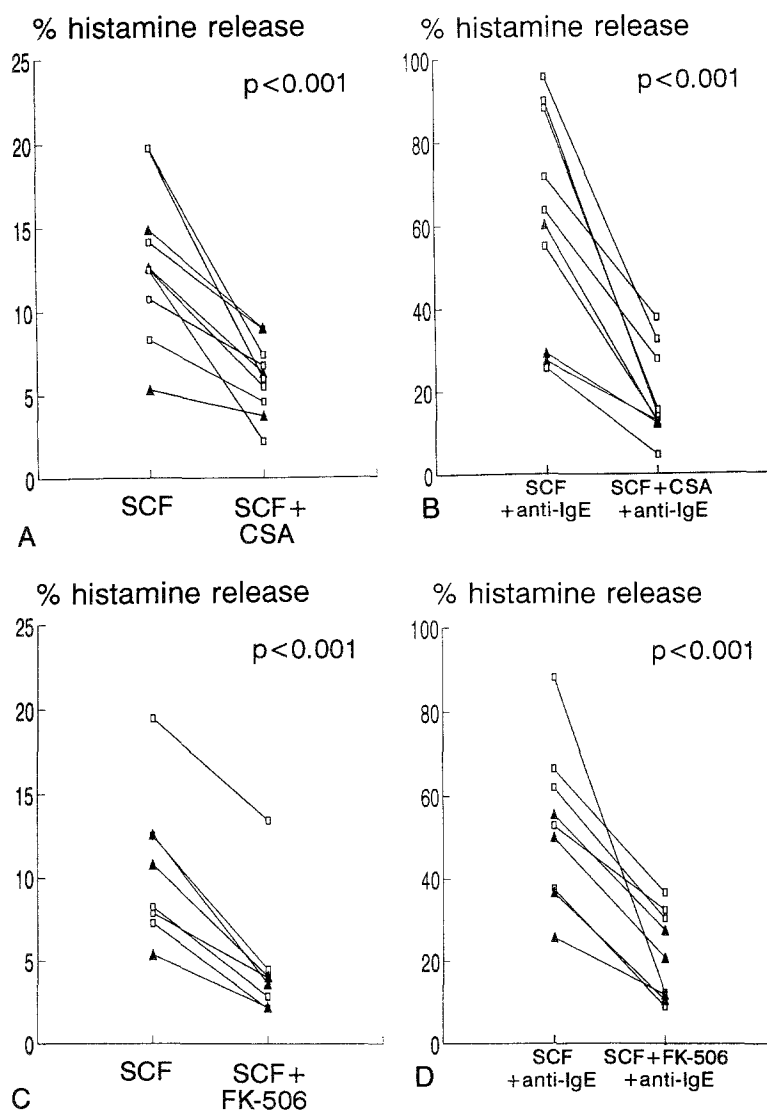 % histamine release
25
20
15
10
5
0
p<0.001
SCF
SCF+
CSA
A
% histamine release
100
80
60
40
20
0
p<0.001
SCF
+anti-IgE
SCF+CSA
+anti-IgE
B
% histamine release
25
20
15
10
5
0
p<0.001
SCF
SCF+
FK-506
C
% histamine release
100
80
60
40
20
0
p<0.001
SCF
+anti-IgE
SCF+FK-506
+anti-IgE
D